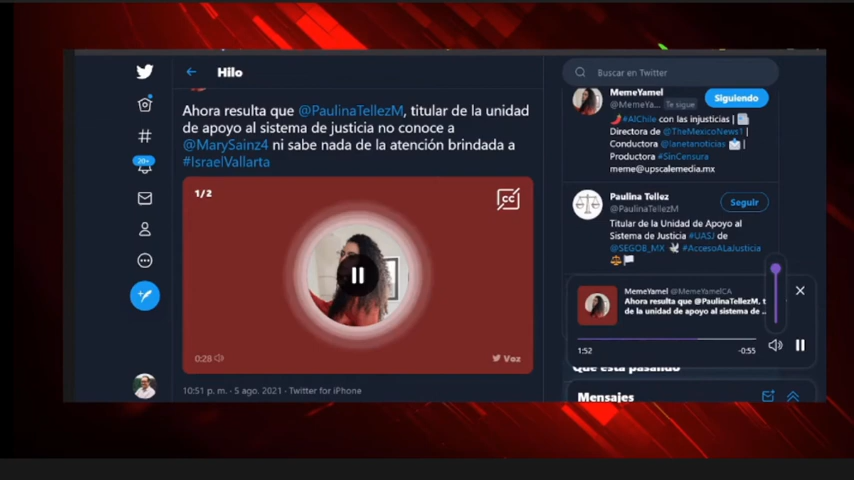 Hilo
Ahora resulta que @PaulinaTellezM, titular de la unidad
de apoyo al sistema de justicia no conoce a
@MarySainz4 ni sabe nada de la atención brindada a
#IsraelVallarta
1/2
CC
0:28
Voz
10:51 p. m. · 5 ago. 2021 · Twitter for iPhone
20+
Buscar en Twitter
MemeYamel
@MemeYa... Te sigue
Siguiendo
#AlChile con las injusticias |
Directora de @TheMexicoNews1 |
Conductora @lanetanoticias |
Productora #SinCensura
meme@upscalemedia.mx
Paulina Tellez
@PaulinaTellezM
Seguir
Titular de la Unidad de Apoyo al
Sistema de Justicia #UASJ de
@SEGOB_MX #AccesoALaJusticia
MemeYamel @MemeYamelCA
Ahora resulta que @PaulinaTellezM, t
de la unidad de apoyo al sistema de ...
1:52
-0:55
Qué está pasando
Mensajes